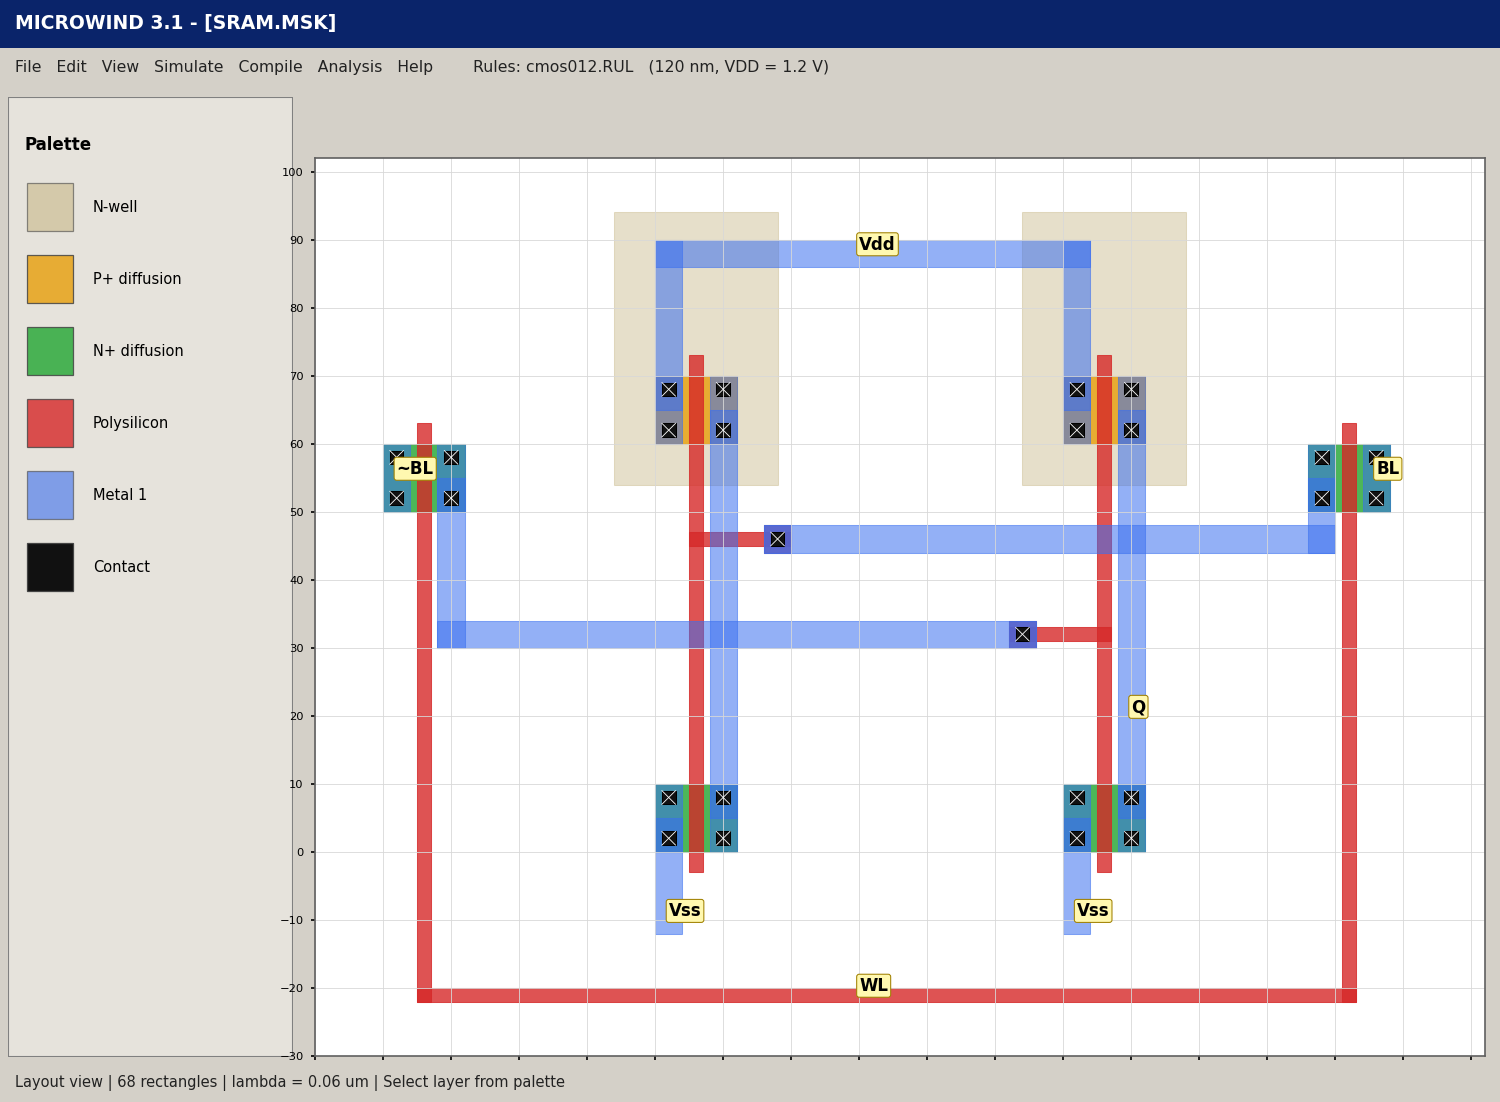 MICROWIND 3.1 - [SRAM.MSK]
File Edit View Simulate Compile Analysis Help Rules: cmos012.RUL (120 nm, VDD = 1.2 V)
Palette
N-well
P+ diffusion
N+ diffusion
Polysilicon
Metal 1
Contact
100
90
80
70
60
50
40
30
20
10
0
−10
−20
−30
Vdd
~BL
BL
Q
Vss
Vss
WL
Layout view | 68 rectangles | lambda = 0.06 um | Select layer from palette